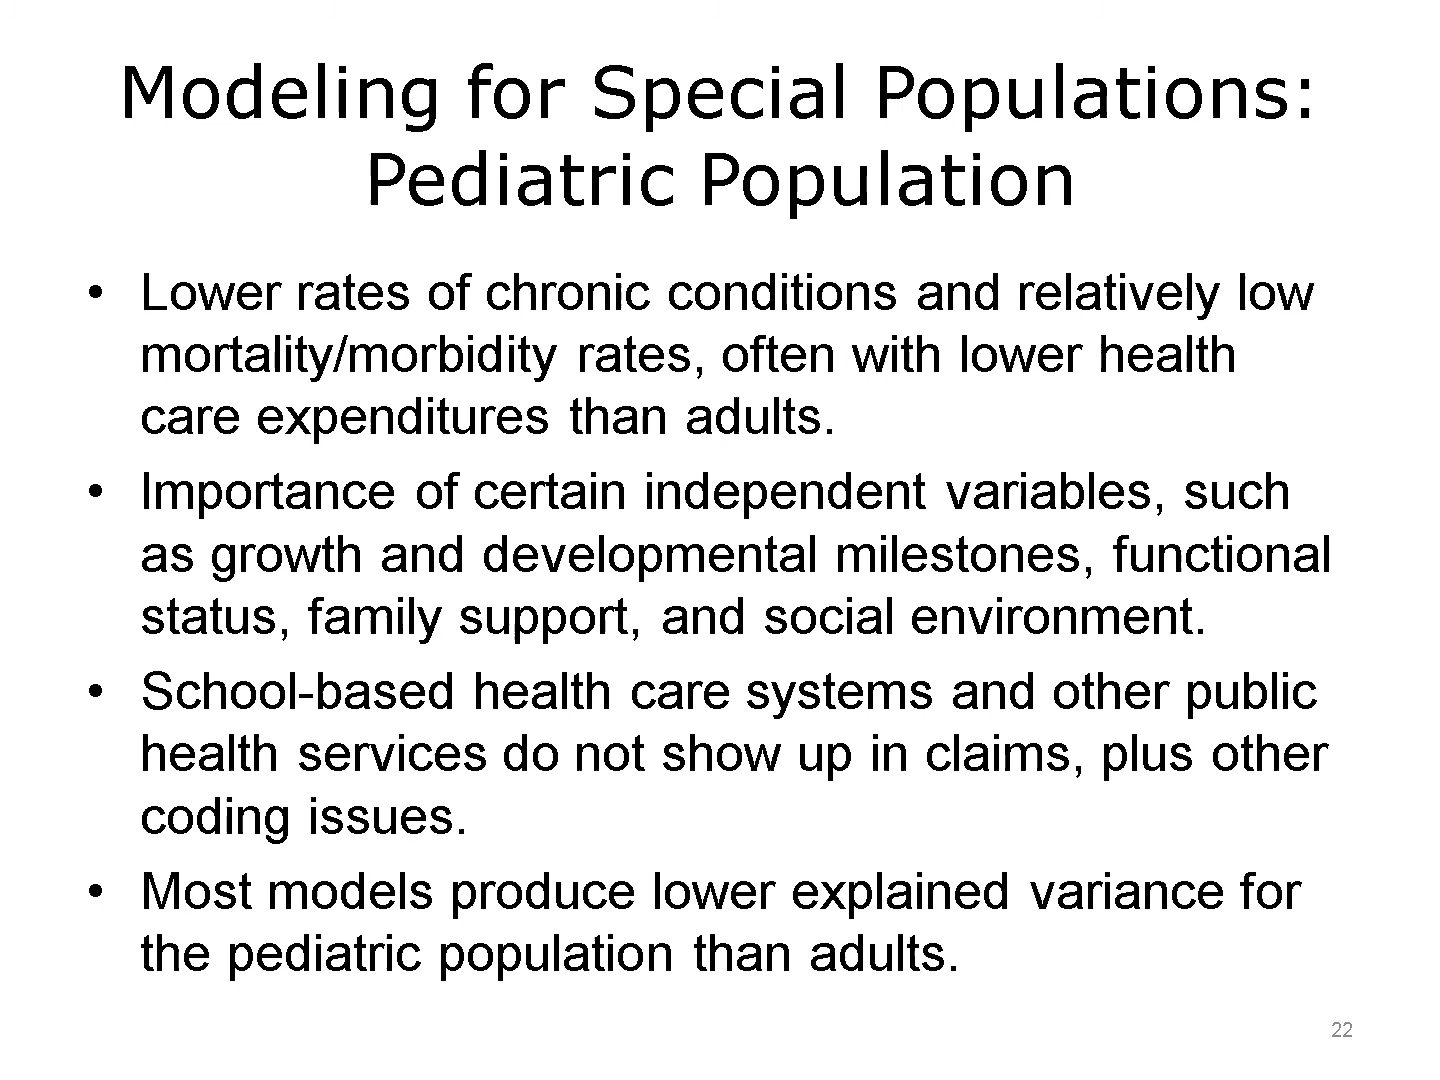 Modeling for Special Populations:
Pediatric Population
• Lower rates of chronic conditions and relatively low
mortality/morbidity rates, often with lower health
care expenditures than adults.
• Importance of certain independent variables, such
as growth and developmental milestones, functional
status, family support, and social environment.
• School-based health care systems and other public
health services do not show up in claims, plus other
coding issues.
• Most models produce lower explained variance for
the pediatric population than adults.
22